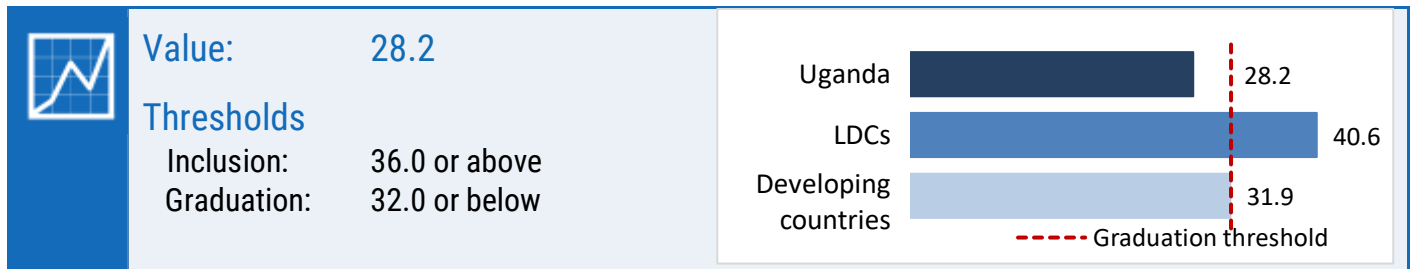 Value: 28.2
Thresholds
Inclusion: 36.0 or above
Graduation: 32.0 or below
Uganda 28.2
LDCs 40.6
Developing
countries 31.9
Graduation threshold